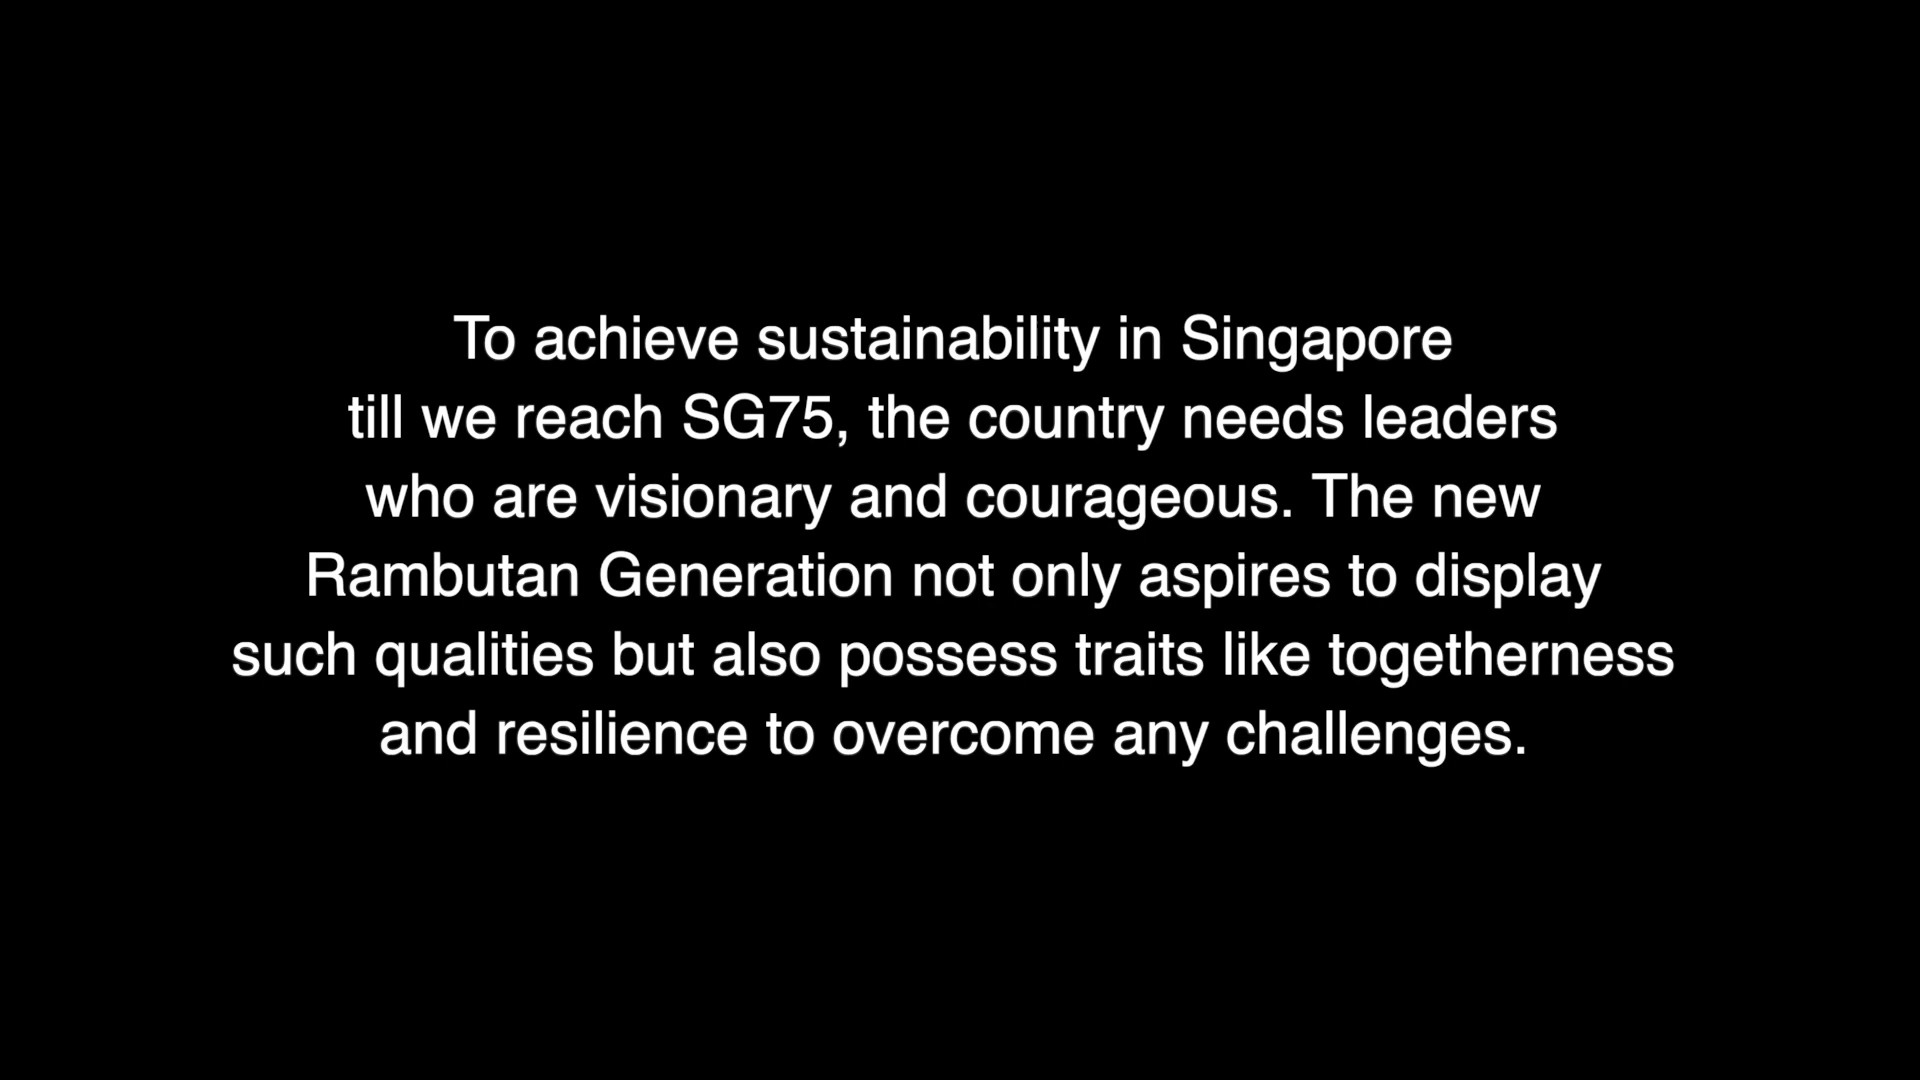 To achieve sustainability in Singapore
till we reach SG75, the country needs leaders
who are visionary and courageous. The new
Rambutan Generation not only aspires to display
such qualities but also possess traits like togetherness
and resilience to overcome any challenges.